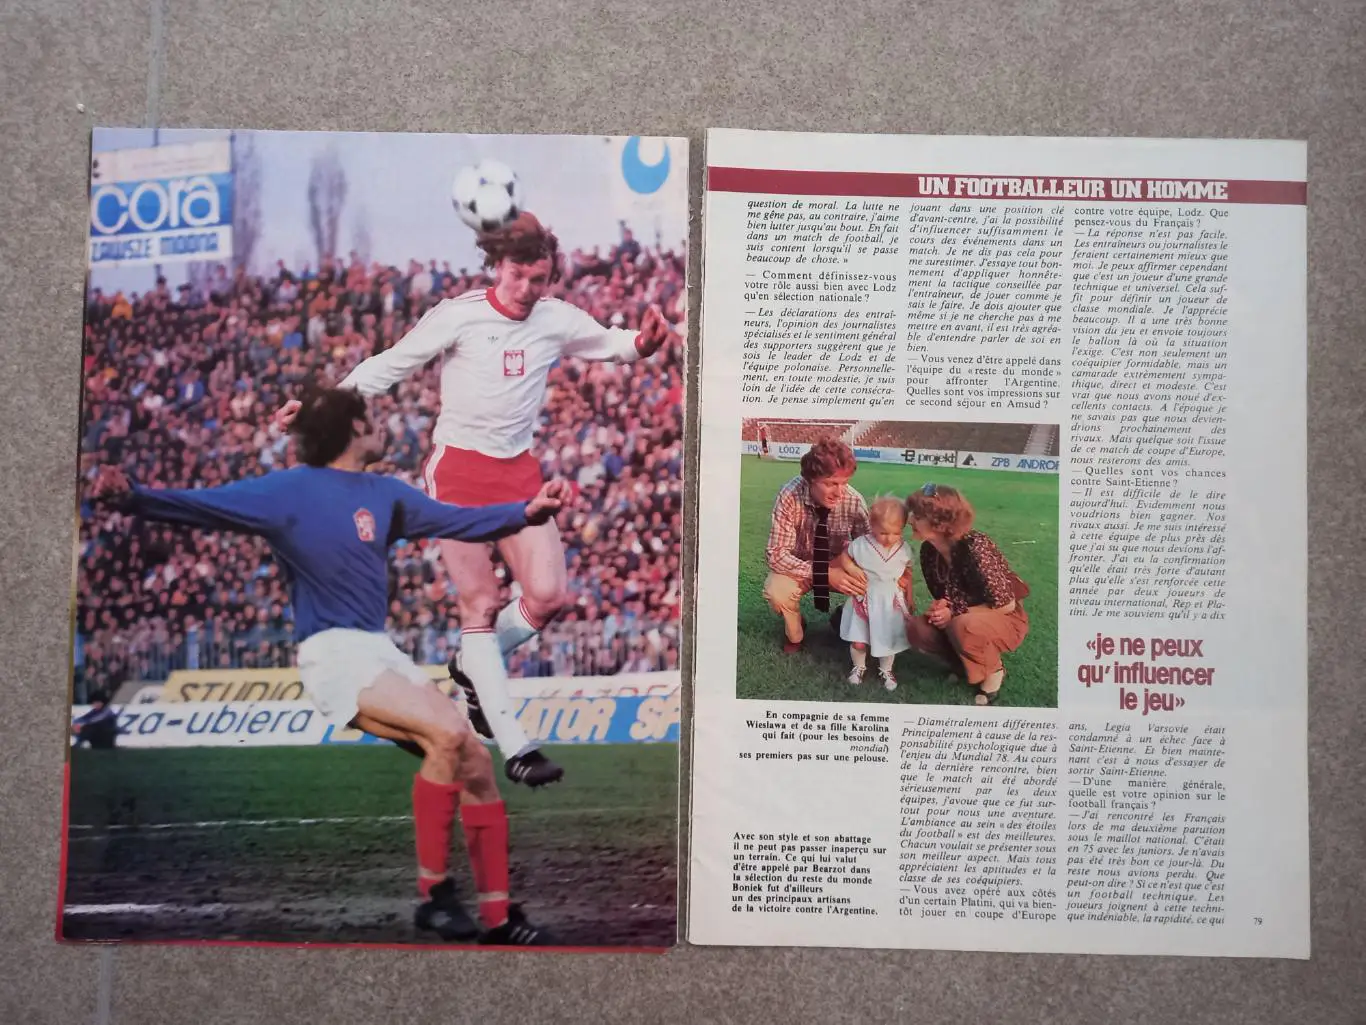 cora
ZAWSZE MODNA
STUDIO
za-ubiera
ATOR SP
UN FOOTBALLEUR UN HOMME
question de moral. La lutte ne
me gêne pas, au contraire, j'aime
bien lutter jusqu'au bout. En fait
dans un match de football, je
suis content lorsqu'il se passe
beaucoup de chose. »
— Comment définissez-vous
votre rôle aussi bien avec Lodz
qu'en sélection nationale ?
— Les déclarations des entraî-
neurs, l'opinion des journalistes
spécialisés et le sentiment général
des supporters suggèrent que je
sois le leader de Lodz et de
l'équipe polonaise. Personnelle-
ment, en toute modestie, je suis
loin de l'idée de cette consécra-
tion. Je pense simplement qu'en
jouant dans une position clé
d'avant-centre, j'ai la possibilité
d'influencer suffisamment le
cours des événements dans un
match. Je ne dis pas cela pour
me surestimer. J'essaye tout bon-
nement d'appliquer honnête-
ment la tactique conseillée par
l'entraîneur, de jouer comme je
sais le faire. Je dois ajouter que
même si je ne cherche pas à me
mettre en avant, il est très agréa-
ble d'entendre parler de soi en
bien.
— Vous venez d'être appelé dans
l'équipe du « reste du monde »
pour affronter l'Argentine.
Quelles sont vos impressions sur
ce second séjour en Amsud ?
ŁÓDZ
projekt
ZPB ANDROP
En compagnie de sa femme
Wieslawa et de sa fille Karolina
qui fait (pour les besoins de
mondial)
ses premiers pas sur une pelouse.
Avec son style et son abattage
il ne peut pas passer inaperçu sur
un terrain. Ce qui lui valut
d'être appelé par Bearzot dans
la sélection du reste du monde
Boniek fut d'ailleurs
un des principaux artisans
de la victoire contre l'Argentine.
— Diamétralement différentes.
Principalement à cause de la res-
ponsabilité psychologique due à
l'enjeu du Mundial 78. Au cours
de la dernière rencontre, bien
que le match ait été abordé
sérieusement par les deux
équipes, j'avoue que ce fut sur-
tout pour nous une aventure.
L'ambiance au sein « des étoiles
du football » est des meilleures.
Chacun voulait se présenter sous
son meilleur aspect. Mais tous
appréciaient les aptitudes et la
classe de ses coéquipiers.
— Vous avez opéré aux côtés
d'un certain Platini, qui va bien-
tôt jouer en coupe d'Europe
contre votre équipe, Lodz. Que
pensez-vous du Français ?
— La réponse n'est pas facile.
Les entraîneurs ou journalistes le
feraient certainement mieux que
moi. Je peux affirmer cependant
que c'est un joueur d'une grande
technique et universel. Cela suf-
fit pour définir un joueur de
classe mondiale. Je l'apprécie
beaucoup. Il a une très bonne
vision du jeu et envoie toujours
le ballon là où la situation
l'exige. C'est non seulement un
coéquipier formidable, mais un
camarade extrêmement sympa-
thique, direct et modeste. C'est
vrai que nous avons noué d'ex-
cellents contacts. A l'époque je
ne savais pas que nous devien-
drions prochainement des
rivaux. Mais quelque soit l'issue
de ce match de coupe d'Europe,
nous resterons des amis.
— Quelles sont vos chances
contre Saint-Etienne ?
— Il est difficile de le dire
aujourd'hui. Evidemment nous
voudrions bien gagner. Nos
rivaux aussi. Je me suis intéressé
à cette équipe de plus près dès
que j'ai su que nous devions l'af-
fronter. J'ai eu la confirmation
qu'elle était très forte d'autant
plus qu'elle s'est renforcée cette
année par deux joueurs de
niveau international, Rep et Pla-
tini. Je me souviens qu'il y a dix
«je ne peux
qu'influencer
le jeu»
ans, Legia Varsovie était
condamné à un échec face à
Saint-Etienne. Et bien mainte-
nant c'est à nous d'essayer de
sortir Saint-Etienne.
— D'une manière générale,
quelle est votre opinion sur le
football français ?
— J'ai rencontré les Français
lors de ma deuxième parution
sous le maillot national. C'était
en 75 avec les juniors. Je n'avais
pas été très bon ce jour-là. Du
reste nous avions perdu. Que
peut-on dire ? Si ce n'est que c'est
un football technique. Les
joueurs joignent à cette techni-
que indéniable, la rapidité, ce qui
79